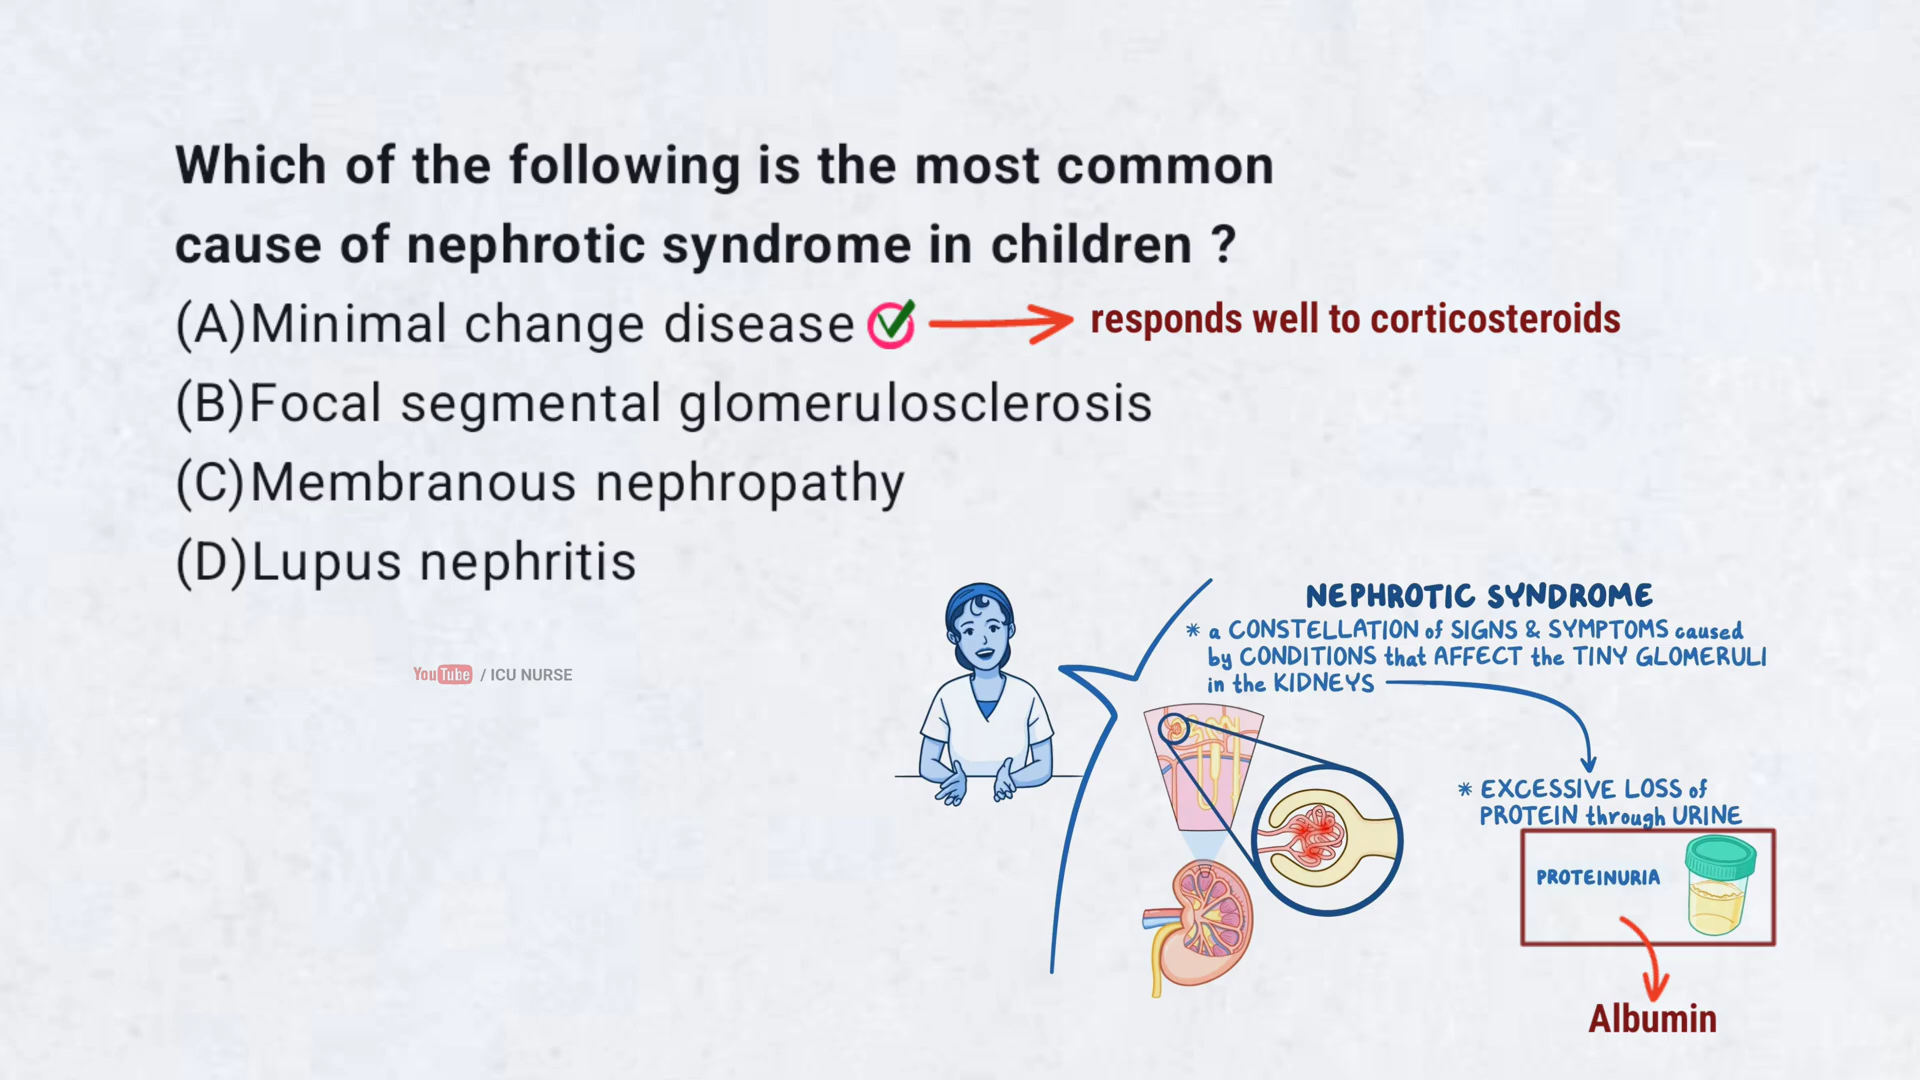 Which of the following is the most common
cause of nephrotic syndrome in children ?
(A)Minimal change disease
responds well to corticosteroids
(B)Focal segmental glomerulosclerosis
(C)Membranous nephropathy
(D)Lupus nephritis
YouTube / ICU NURSE
NEPHROTIC SYNDROME
* a CONSTELLATION of SIGNS & SYMPTOMS caused
by CONDITIONS that AFFECT the TINY GLOMERULI
in the KIDNEYS
* EXCESSIVE LOSS of
PROTEIN through URINE
PROTEINURIA
Albumin